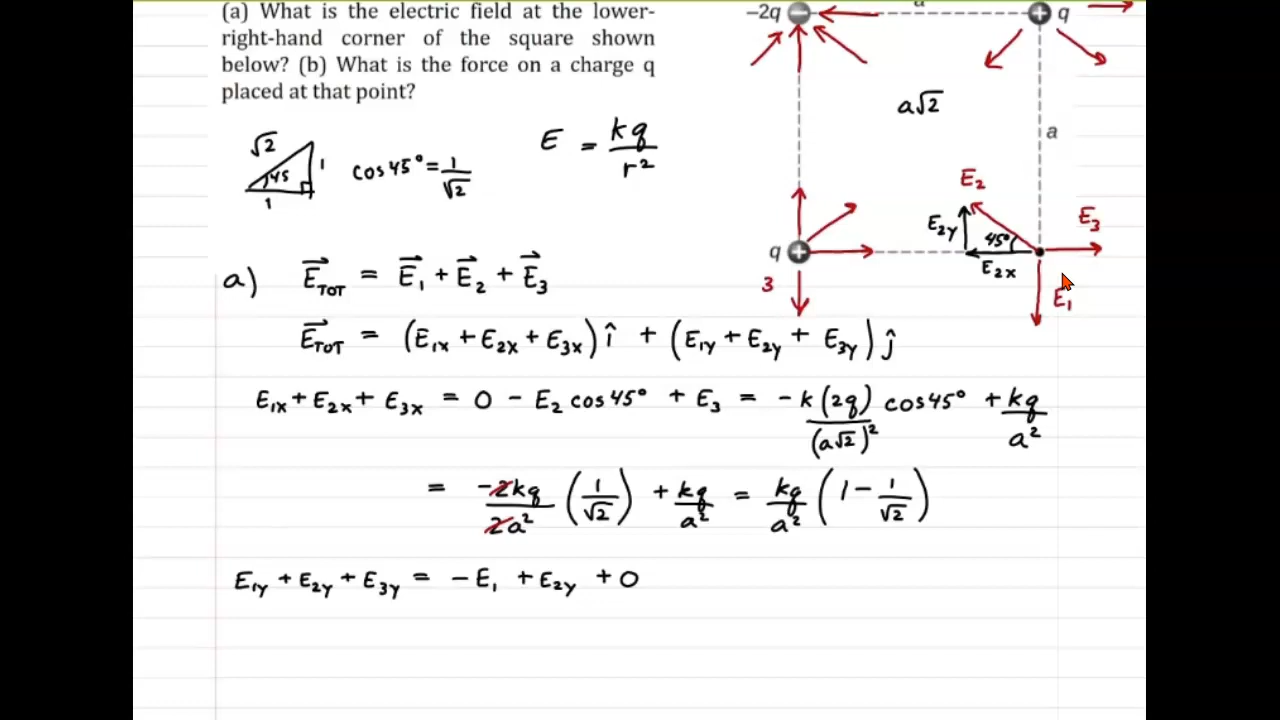 (a) What is the electric field at the lower-
right-hand corner of the square shown
below? (b) What is the force on a charge q
placed at that point?
−2q
q
a√2
a
√2
45
1
1
cos 45° = 1/√2
E = kq/r²
E₂
E₂y
45°
E₂x
E₃
E₁
q
3
a) E⃗TOT = E⃗₁ + E⃗₂ + E⃗₃
E⃗TOT = (E₁x + E₂x + E₃x) î + (E₁y + E₂y + E₃y) ĵ
E₁x + E₂x + E₃x = 0 − E₂ cos 45° + E₃ = −k(2q)/(a√2)² cos 45° + kq/a²
= −2kq/2a² (1/√2) + kq/a² = kq/a² (1 − 1/√2)
E₁y + E₂y + E₃y = −E₁ + E₂y + 0